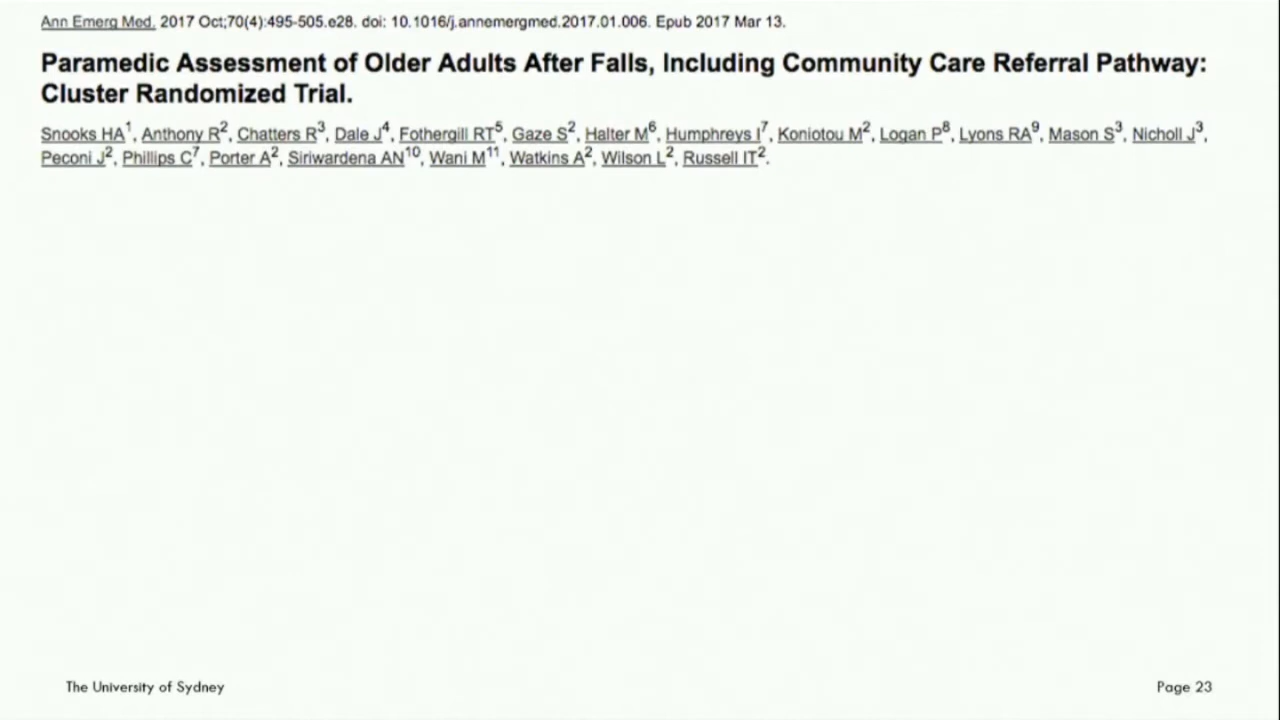 Ann Emerg Med. 2017 Oct;70(4):495-505.e28. doi: 10.1016/j.annemergmed.2017.01.006. Epub 2017 Mar 13.
Paramedic Assessment of Older Adults After Falls, Including Community Care Referral Pathway:
Cluster Randomized Trial.
Snooks HA1, Anthony R2, Chatters R3, Dale J4, Fothergill RT5, Gaze S2, Halter M6, Humphreys I7, Koniotou M2, Logan P8, Lyons RA9, Mason S3, Nicholl J3,
Peconi J2, Phillips C7, Porter A2, Siriwardena AN10, Wani M11, Watkins A2, Wilson L2, Russell IT2.
The University of Sydney
Page 23